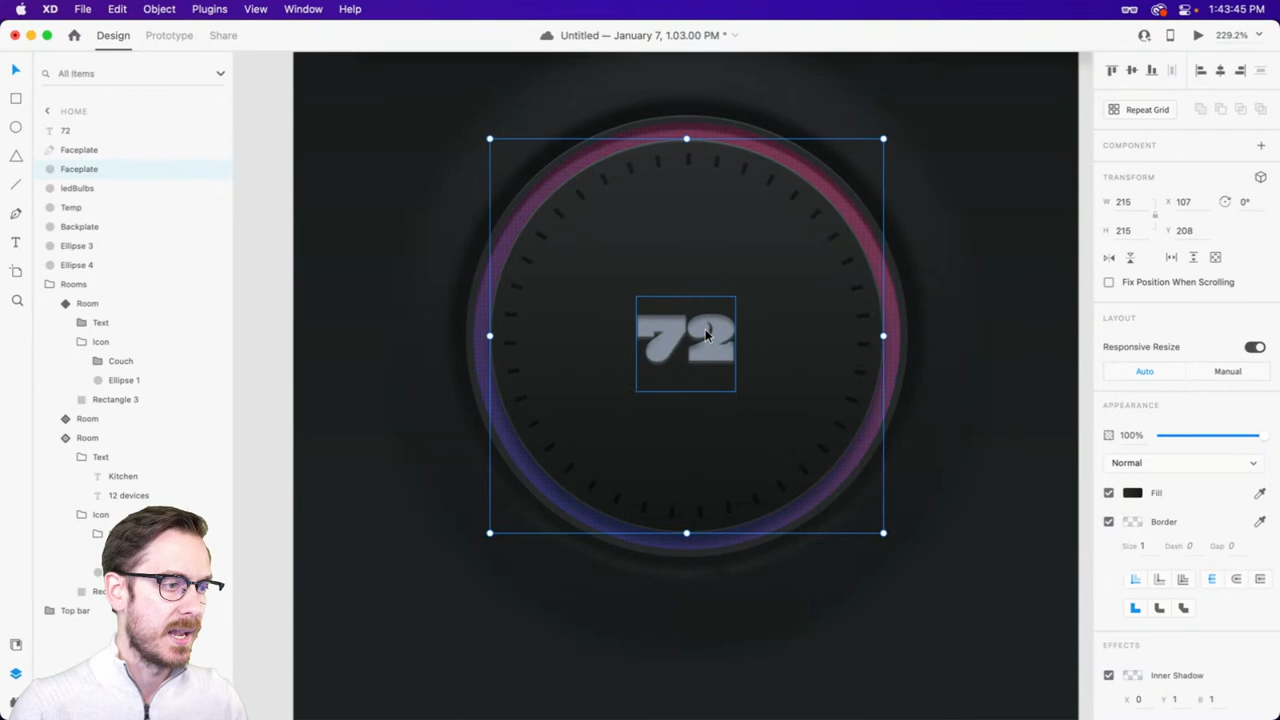 XD File Edit Object Plugins View Window Help 1:43:45 PM
Design Prototype Share Untitled — January 7, 1.03.00 PM * 229.2%
All Items
HOME
72
Faceplate
Faceplate
ledBulbs
Temp
Backplate
Ellipse 3
Ellipse 4
Rooms
Room
Text
Icon
Couch
Ellipse 1
Rectangle 3
Room
Room
Text
Kitchen
12 devices
Icon
Top bar
72
Repeat Grid
COMPONENT
TRANSFORM
W 215 X 107 0°
H 215 Y 208
Fix Position When Scrolling
LAYOUT
Responsive Resize
Auto Manual
APPEARANCE
100%
Normal
Fill
Border
Size 1 Dash 0 Gap 0
EFFECTS
Inner Shadow
X 0 Y 1 B 1